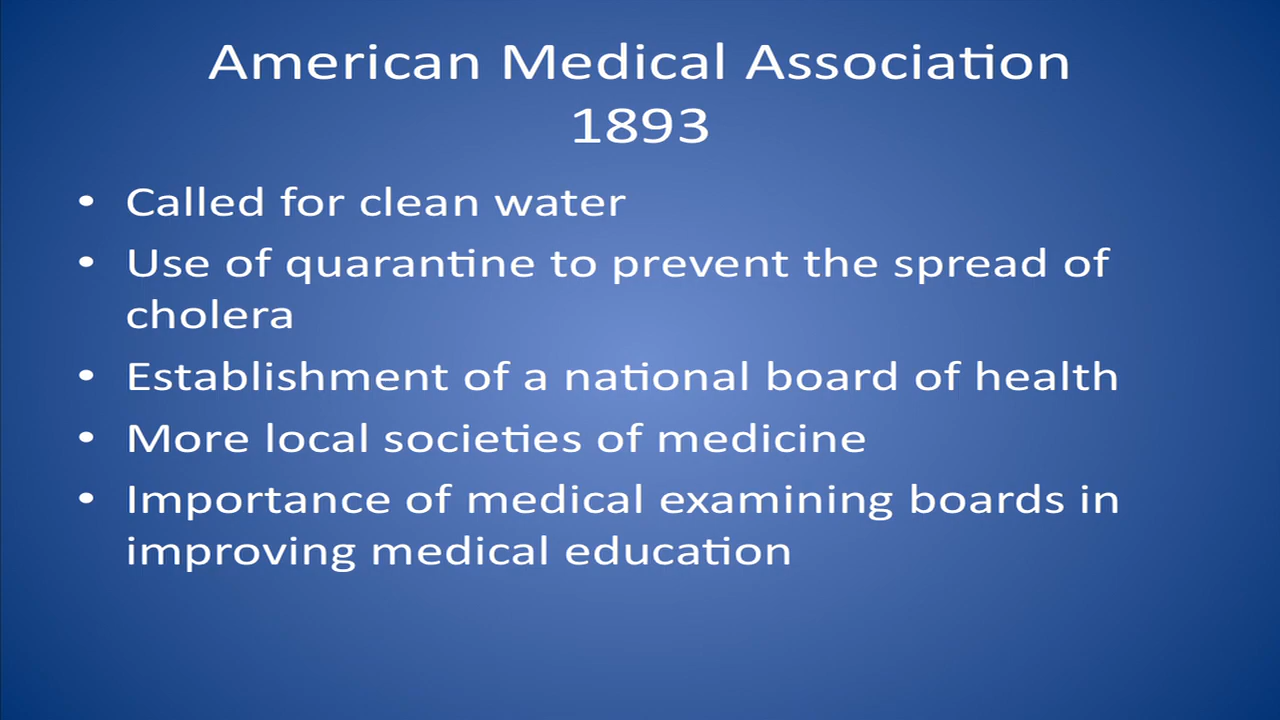 American Medical Association
1893
• Called for clean water
• Use of quarantine to prevent the spread of
cholera
• Establishment of a national board of health
• More local societies of medicine
• Importance of medical examining boards in
improving medical education